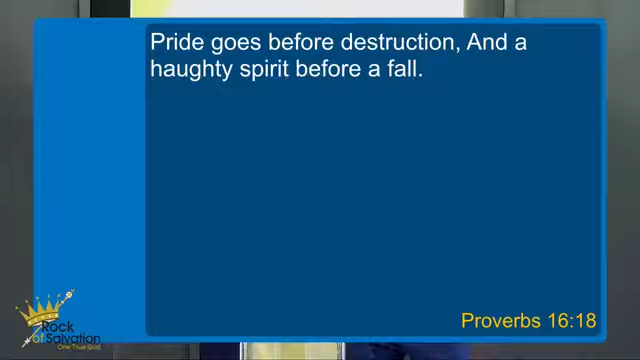 Pride goes before destruction, And a
haughty spirit before a fall.
Proverbs 16:18
Rock
of Salvation
One True God